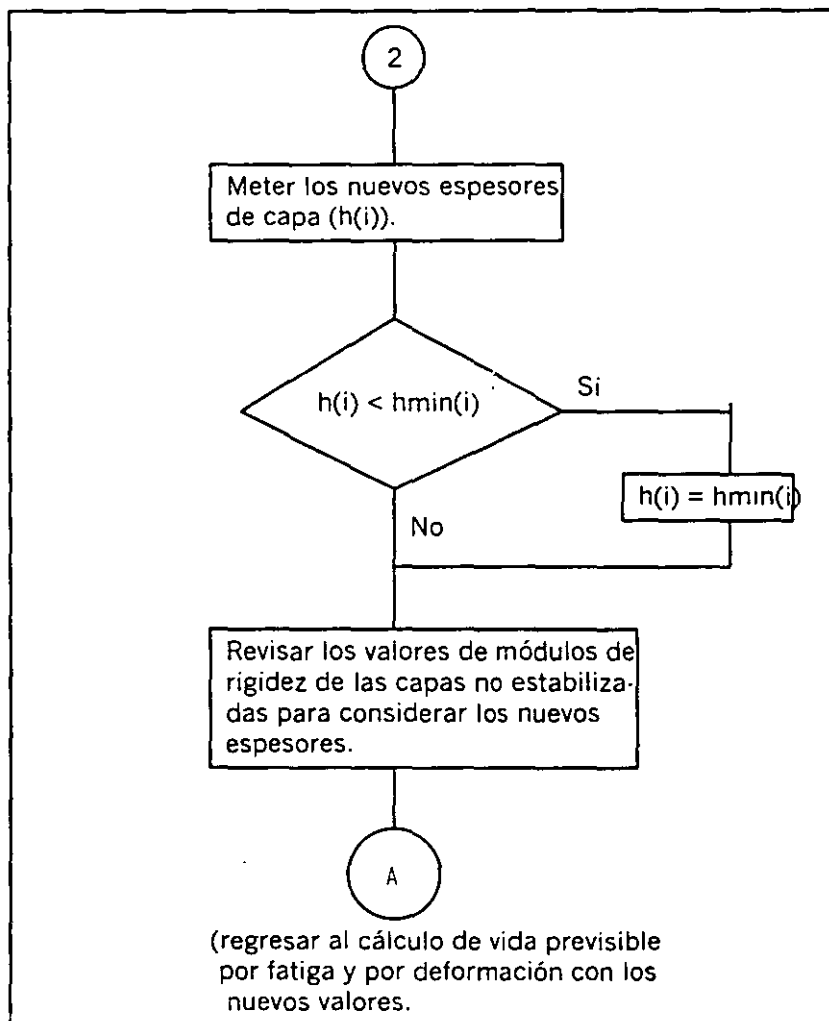 2
Meter los nuevos espesores
de capa (h(i)).
h(i) < hmin(i)
Si
h(i) = hmin(i)
No
Revisar los valores de módulos de
rigidez de las capas no estabiliza-
das para considerar los nuevos
espesores.
A
(regresar al cálculo de vida previsible
por fatiga y por deformación con los
nuevos valores.